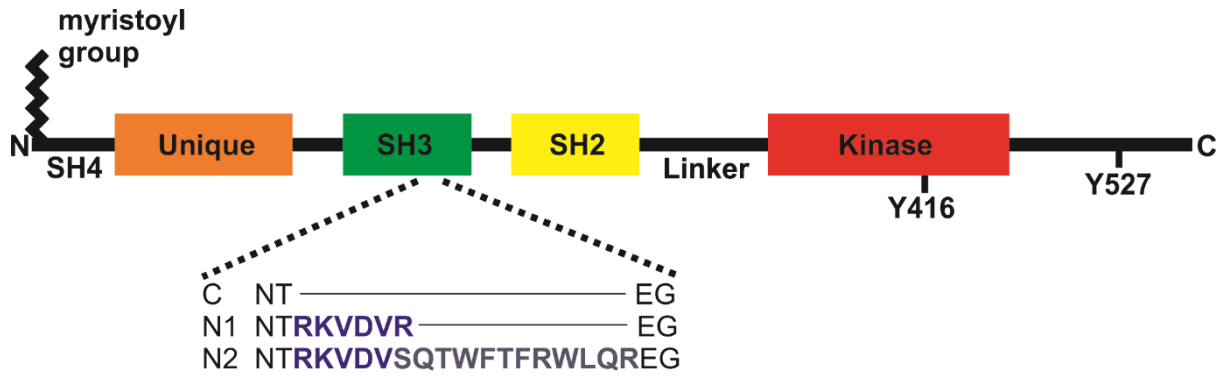 myristoyl
group
N
SH4
Unique
SH3
SH2
Linker
Kinase
C
Y416
Y527
C NT EG
N1 NTRKVDVR EG
N2 NTRKVDVSQTWFTFRWLQREG